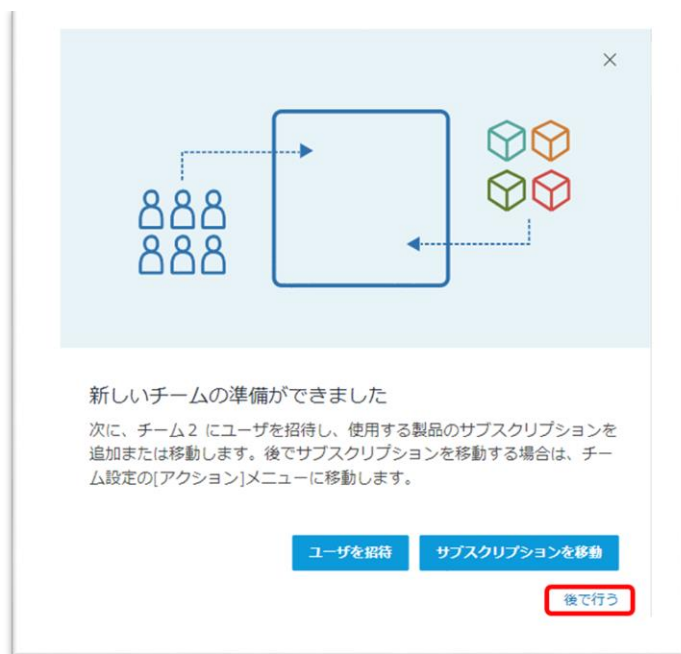 新しいチームの準備ができました
次に、チーム２ にユーザを招待し、使用する製品のサブスクリプションを
追加または移動します。後でサブスクリプションを移動する場合は、チー
ム設定の[アクション]メニューに移動します。
ユーザを招待 サブスクリプションを移動
後で行う